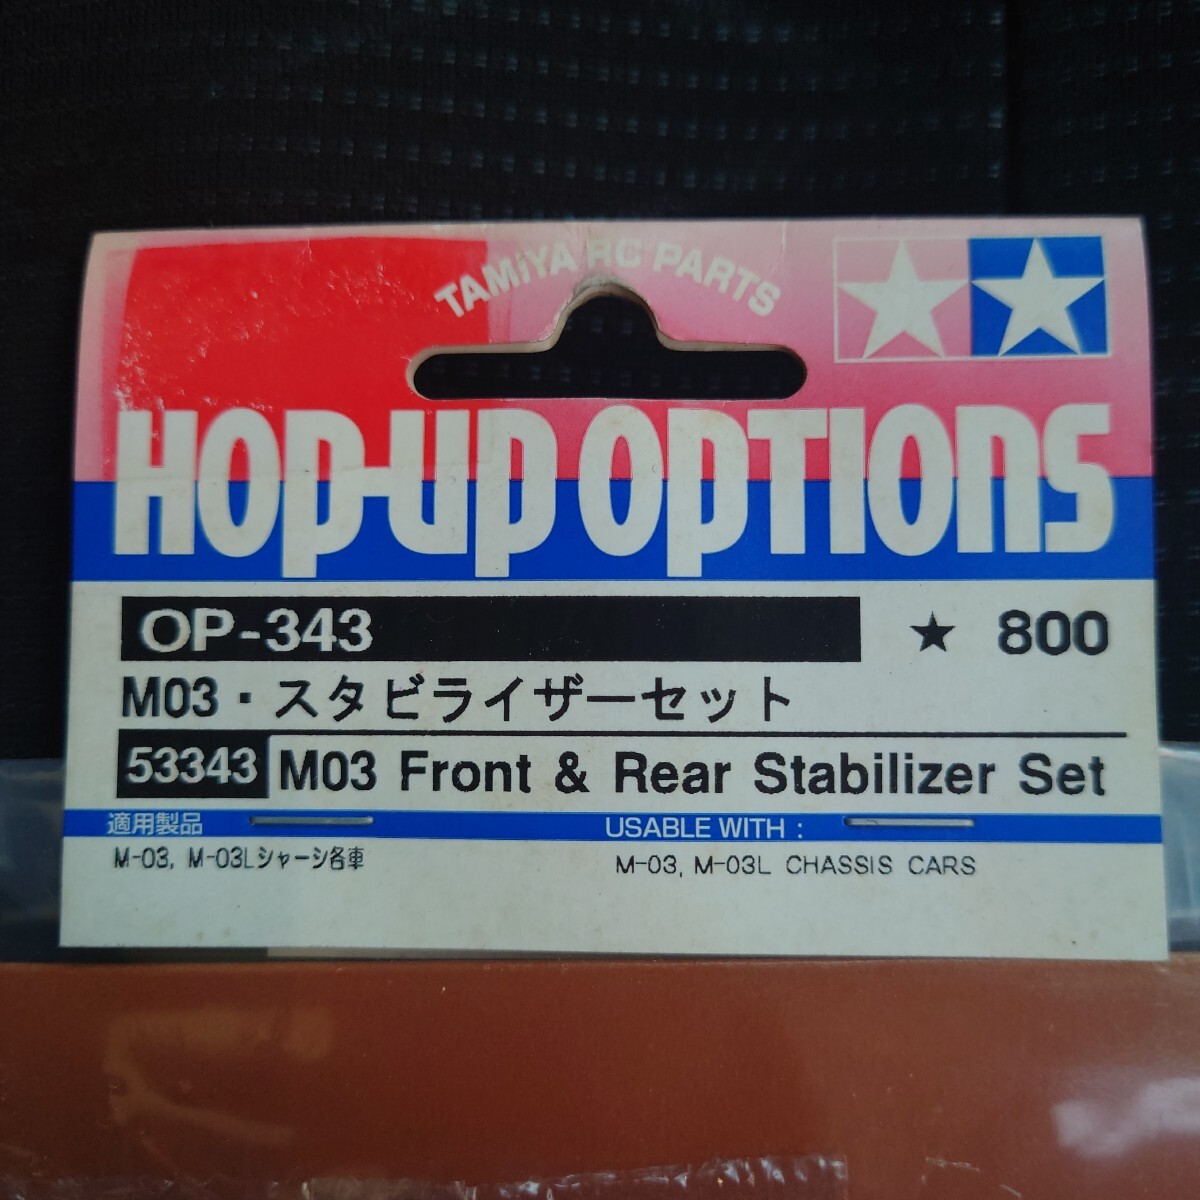 TAMIYA RC PARTS
HOP-UP OPTIONS
OP-343 ★ 800
M03・スタビライザーセット
53343 M03 Front & Rear Stabilizer Set
適用製品 USABLE WITH :
M-03, M-03Lシャーシ各車 M-03, M-03L CHASSIS CARS